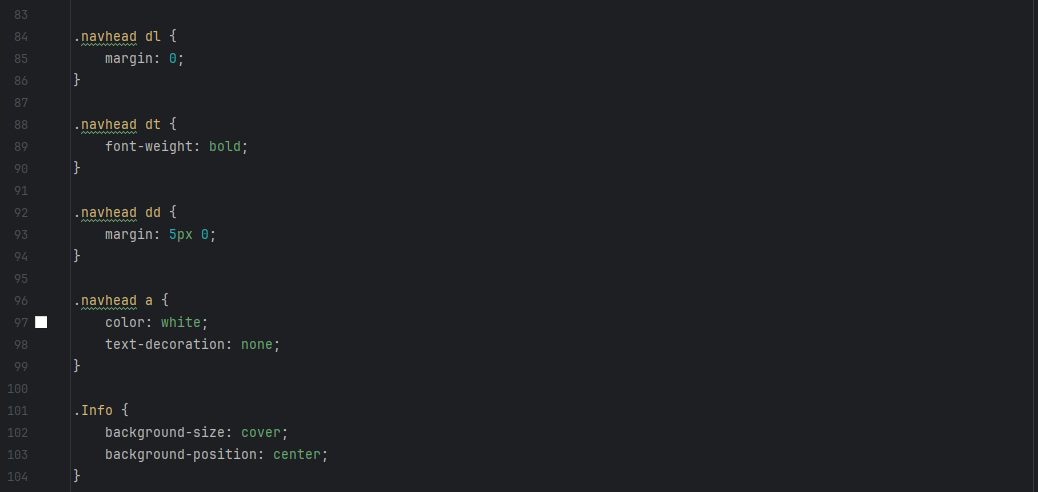 83
84 .navhead dl {
85     margin: 0;
86 }
87
88 .navhead dt {
89     font-weight: bold;
90 }
91
92 .navhead dd {
93     margin: 5px 0;
94 }
95
96 .navhead a {
97     color: white;
98     text-decoration: none;
99 }
100
101 .Info {
102     background-size: cover;
103     background-position: center;
104 }